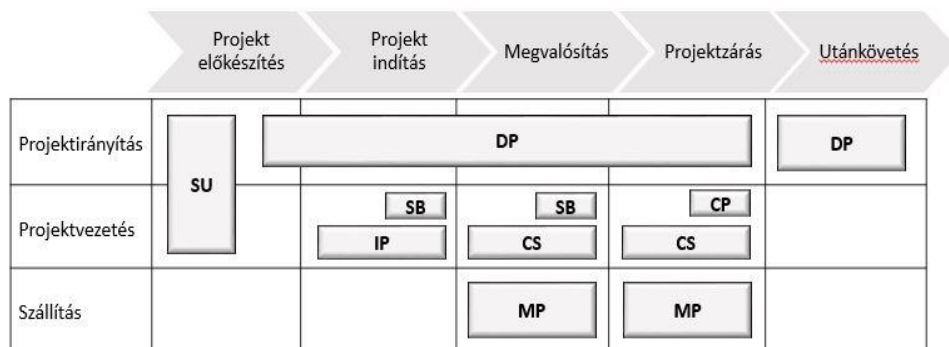 Projekt
előkészítés
Projekt
indítás
Megvalósítás
Projektzárás
Utánkövetés
Projektirányítás
SU
DP
DP
Projektvezetés
SB
SB
CP
IP
CS
CS
Szállítás
MP
MP